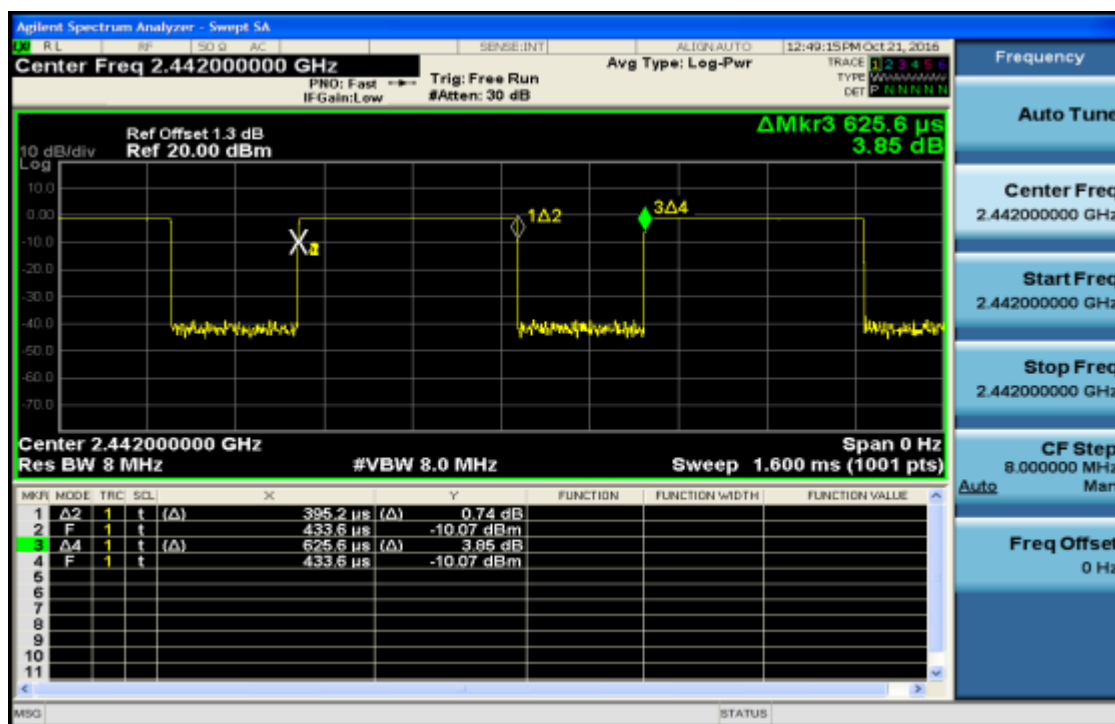 Agilent Spectrum Analyzer - Swept SA
RL RF 50 Ω AC SENSE:INT ALIGN AUTO 12:49:15 PM Oct 21, 2016
Center Freq 2.442000000 GHz
PNO: Fast
IFGain:Low
Trig: Free Run
#Atten: 30 dB
Avg Type: Log-Pwr
TRACE 1 2 3 4 5 6
TYPE
DET P N N N N N
Frequency
ΔMkr3 625.6 µs
3.85 dB
Ref Offset 1.3 dB
10 dB/div Ref 20.00 dBm
Log
10.0
0.00
-10.0
-20.0
-30.0
-40.0
-50.0
-60.0
-70.0
1Δ2
3Δ4
Center 2.442000000 GHz Span 0 Hz
Res BW 8 MHz #VBW 8.0 MHz Sweep 1.600 ms (1001 pts)
MKR MODE TRC SCL X Y FUNCTION FUNCTION WIDTH FUNCTION VALUE
1 Δ2 1 t (Δ) 395.2 µs (Δ) 0.74 dB
2 F 1 t 433.6 µs -10.07 dBm
3 Δ4 1 t (Δ) 625.6 µs (Δ) 3.85 dB
4 F 1 t 433.6 µs -10.07 dBm
5
6
7
8
9
10
11
MSG STATUS
Auto Tune
Center Freq
2.442000000 GHz
Start Freq
2.442000000 GHz
Stop Freq
2.442000000 GHz
CF Step
8.000000 MHz
Auto Man
Freq Offset
0 Hz